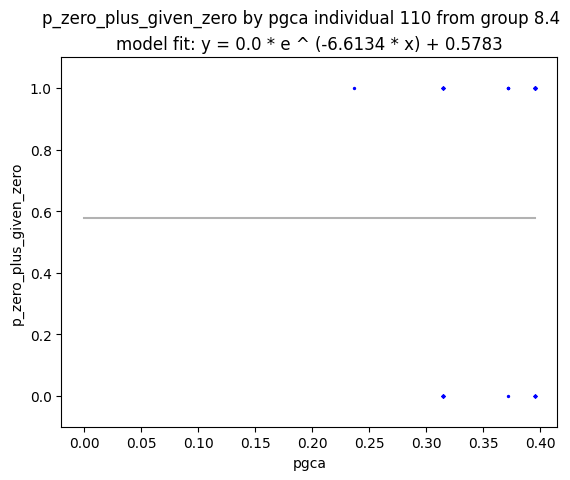 p_zero_plus_given_zero by pgca individual 110 from group 8.4
model fit: y = 0.0 * e ^ (-6.6134 * x) + 0.5783
1.0
0.8
0.6
0.4
0.2
0.0
p_zero_plus_given_zero
0.00 0.05 0.10 0.15 0.20 0.25 0.30 0.35 0.40
pgca